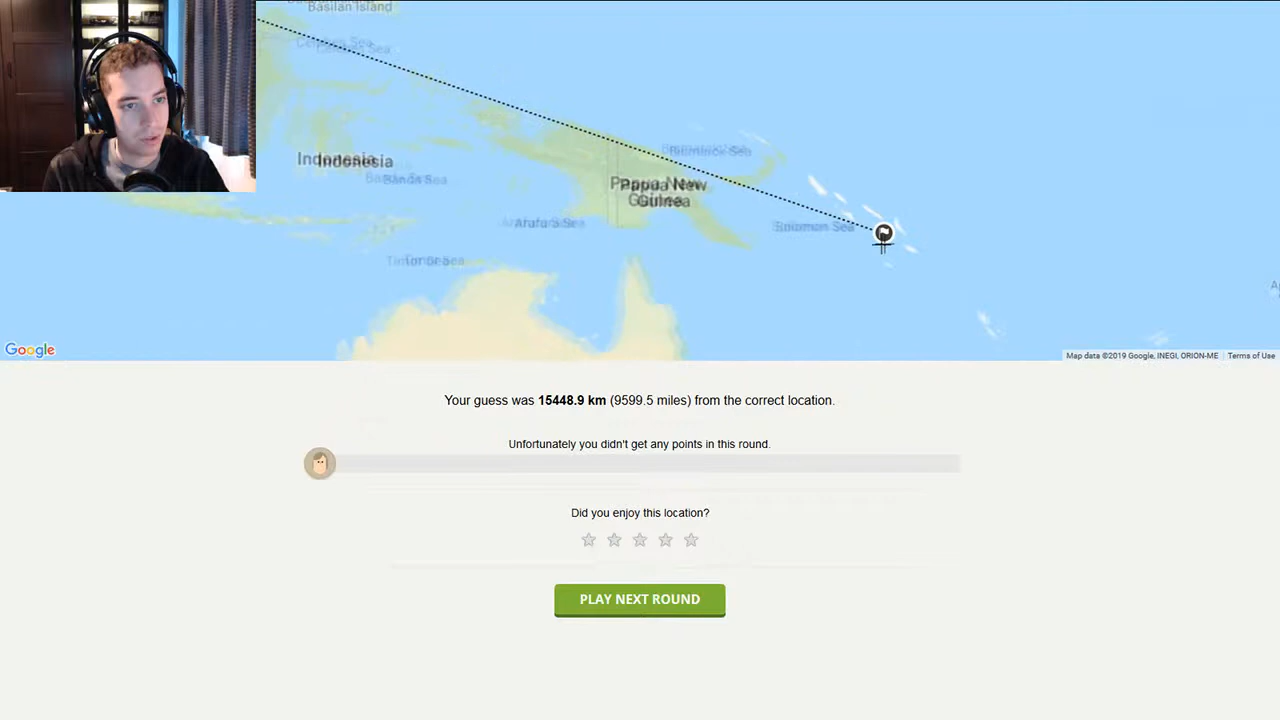 Basilan Island
Celebes Sea
Indonesia
Indonesia
Banda Sea
Papua New
Guinea
Bismarck Sea
Arafura Sea
Solomon Sea
Timor Sea
Google
Map data ©2019 Google, INEGI, ORION-ME
Terms of Use
Your guess was 15448.9 km (9599.5 miles) from the correct location.
Unfortunately you didn't get any points in this round.
Did you enjoy this location?
PLAY NEXT ROUND